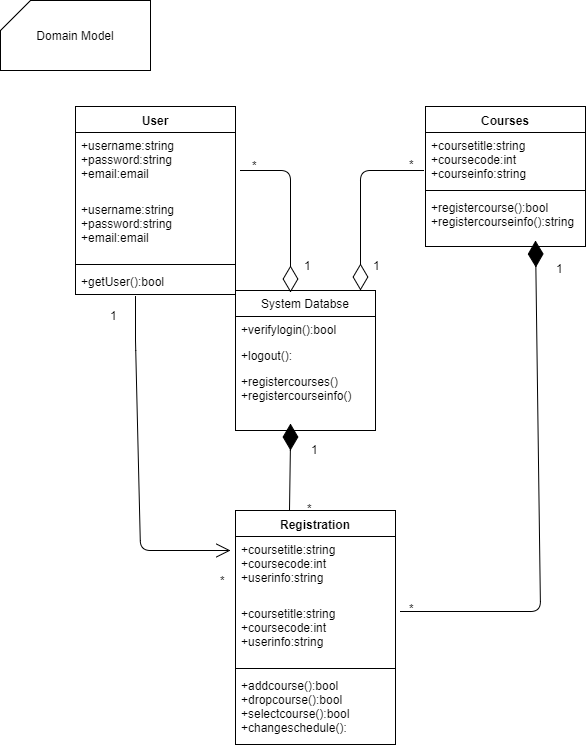 Domain Model
User
+username:string
+password:string
+email:email
+username:string
+password:string
+email:email
+getUser():bool
Courses
+coursetitle:string
+coursecode:int
+courseinfo:string
+registercourse():bool
+registercourseinfo():string
*
*
1
1
1
1
System Databse
+verifylogin():bool
+logout():
+registercourses()
+registercourseinfo()
1
*
Registration
+coursetitle:string
+coursecode:int
+userinfo:string
+coursetitle:string
+coursecode:int
+userinfo:string
+addcourse():bool
+dropcourse():bool
+selectcourse():bool
+changeschedule():
*
*